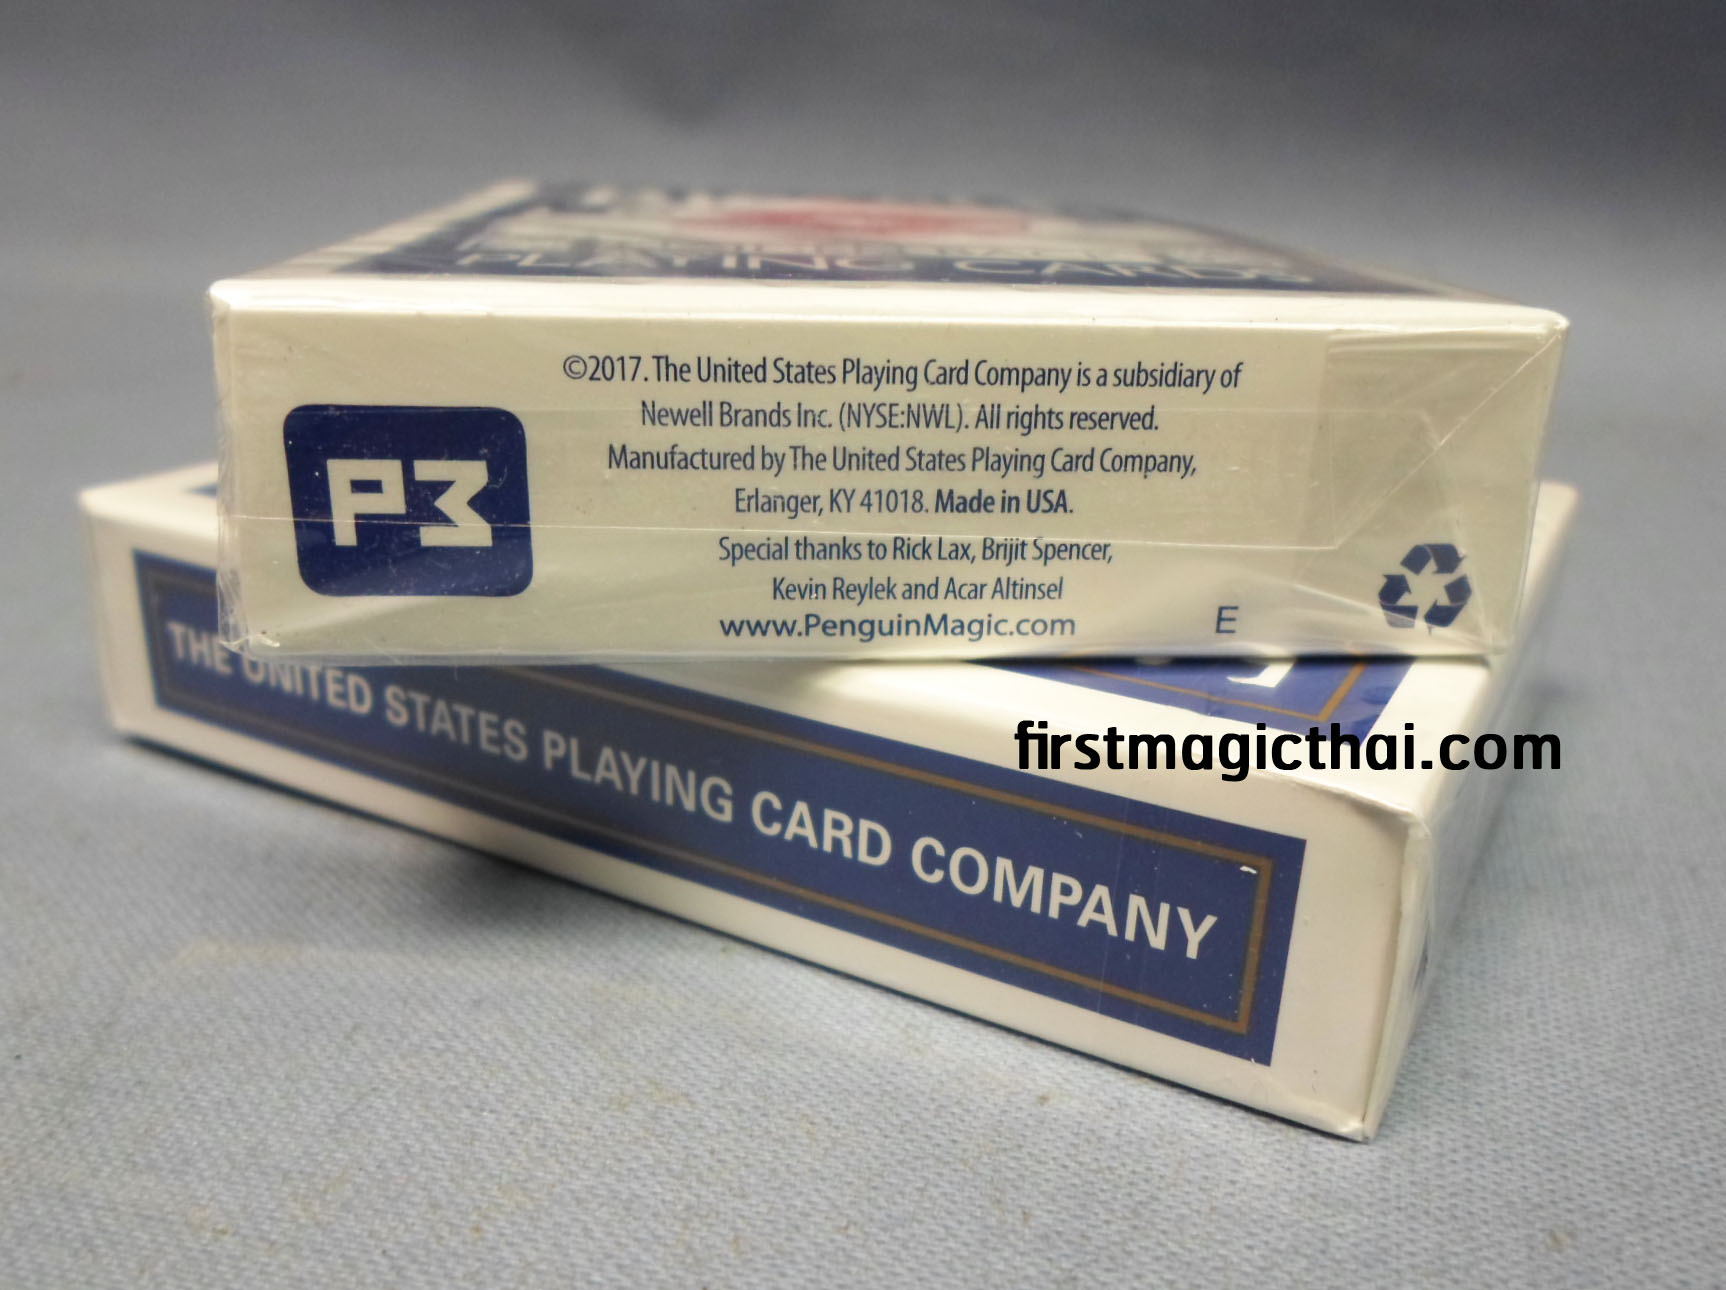 PLAYING CARDS
©2017. The United States Playing Card Company is a subsidiary of
Newell Brands Inc. (NYSE:NWL). All rights reserved.
Manufactured by The United States Playing Card Company,
Erlanger, KY 41018. Made in USA.
Special thanks to Rick Lax, Brijit Spencer,
Kevin Reylek and Acar Altinsel
www.PenguinMagic.com
E
P3
firstmagicthai.com
THE UNITED STATES PLAYING CARD COMPANY